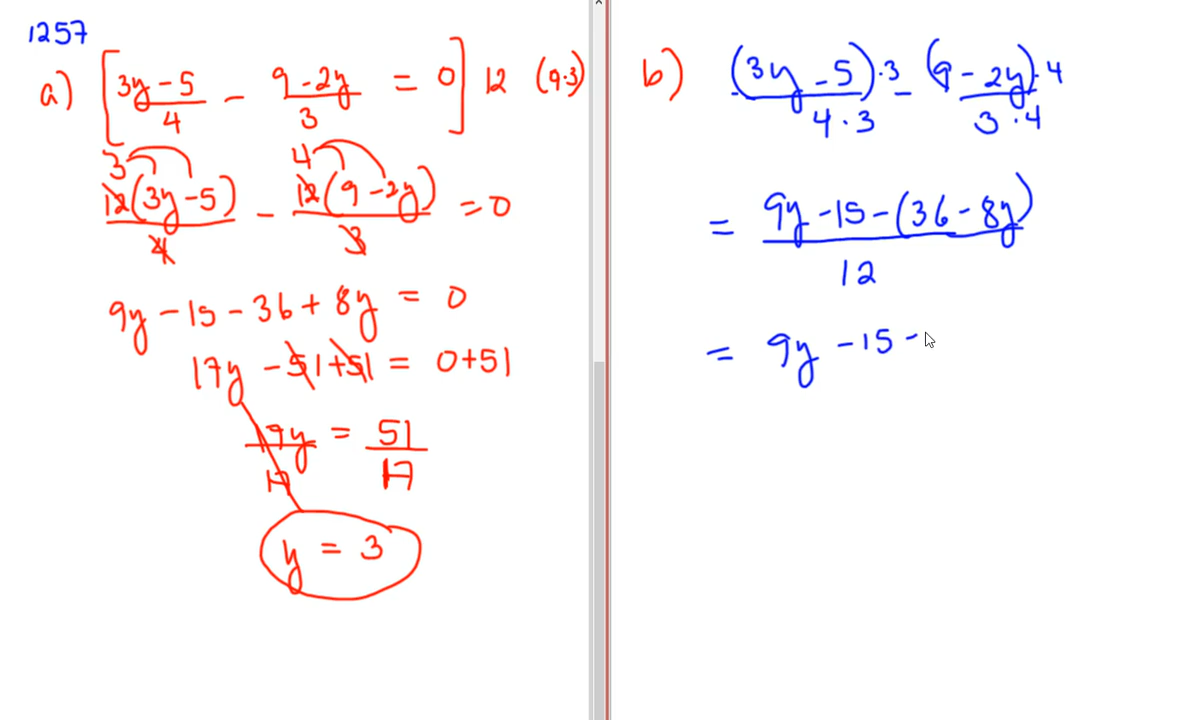 1257
a) [3y-5/4 - 9-2y/3 = 0] 12 (9.3)
3 4
12(3y-5)/4 - 12(9-2y)/3 = 0
9y - 15 - 36 + 8y = 0
17y - 51 + 51 = 0+51
17y/17 = 51/17
y = 3
b) (3y-5)·3/4·3 - (9-2y)·4/3·4
= 9y-15-(36-8y)/12
= 9y -15 -